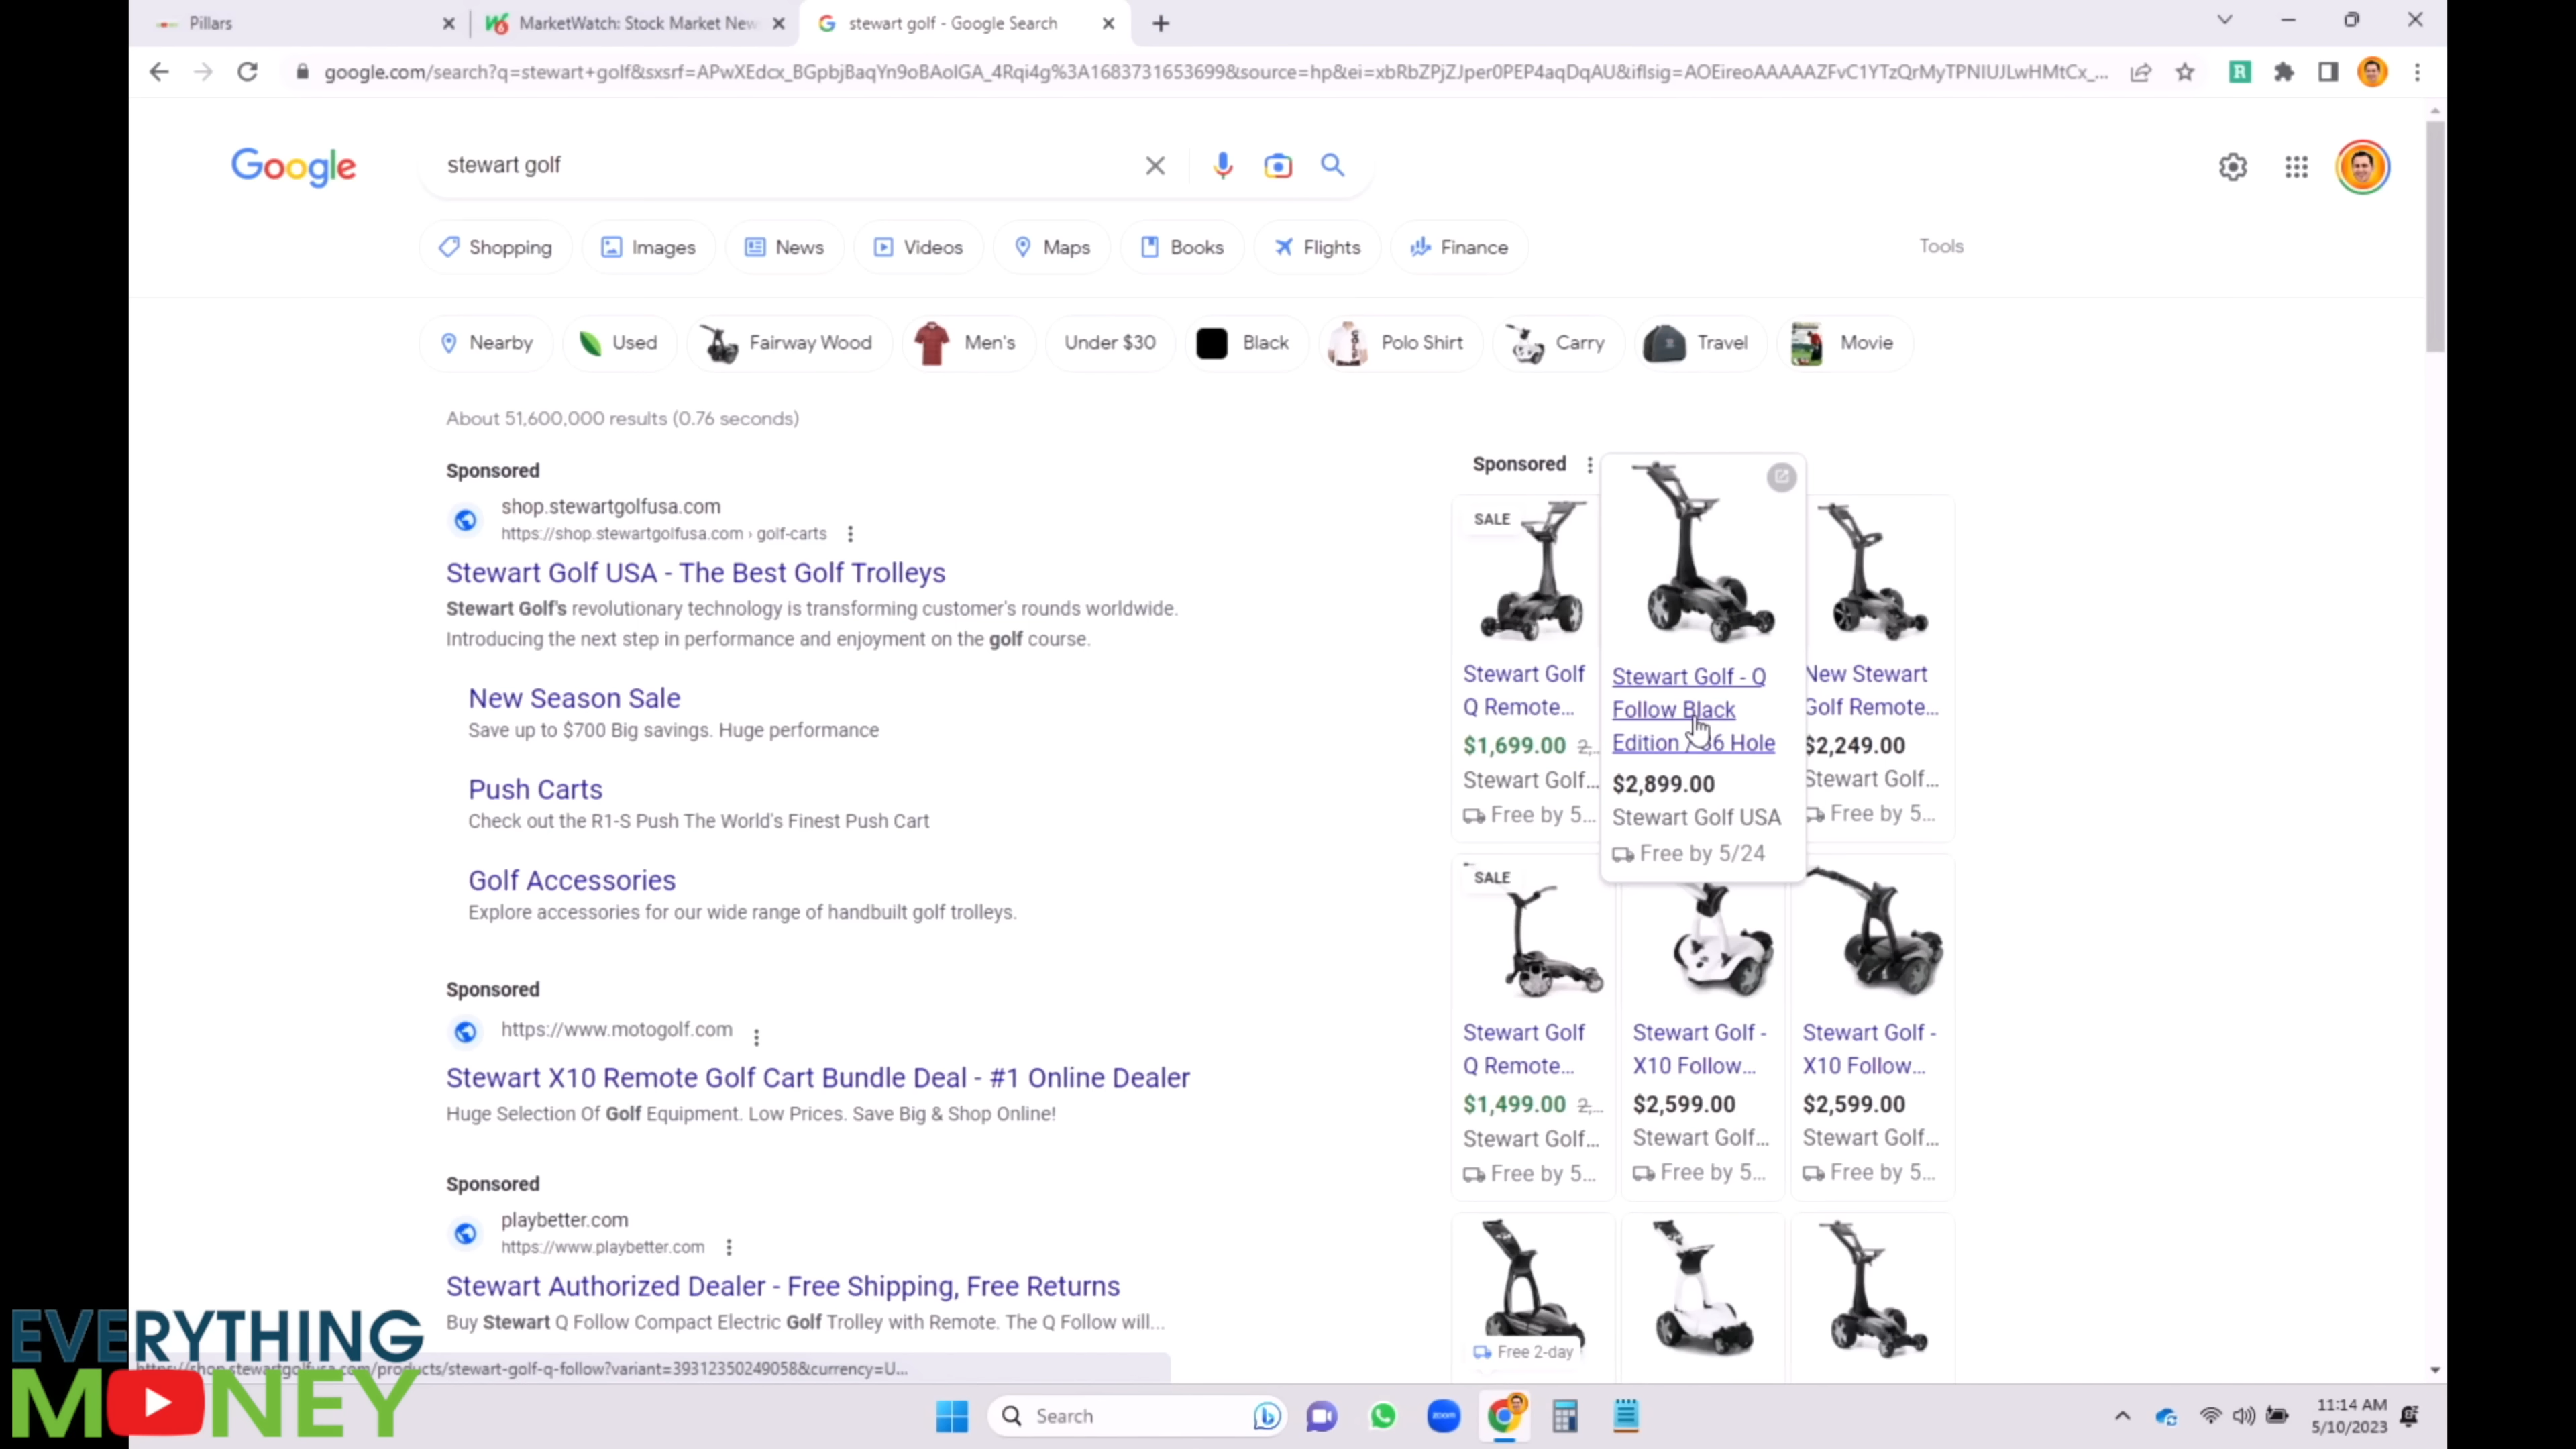 Pillars
MarketWatch: Stock Market New
stewart golf - Google Search
google.com/search?q=stewart+golf&sxsrf=APwXEdcx_BGpbjBaqYn9oBAolGA_4Rqi4g%3A1683731653699&source=hp&ei=xbRbZPjZJper0PEP4aqDqAU&iflsig=AOEireoAAAAAZFvC1YTzQrMyTPNIUJLwHMtCx_...
Google
stewart golf
Shopping
Images
News
Videos
Maps
Books
Flights
Finance
Tools
Nearby
Used
Fairway Wood
Men's
Under $30
Black
Polo Shirt
Carry
Travel
Movie
About 51,600,000 results (0.76 seconds)
Sponsored
shop.stewartgolfusa.com
https://shop.stewartgolfusa.com › golf-carts
Stewart Golf USA - The Best Golf Trolleys
Stewart Golf's revolutionary technology is transforming customer's rounds worldwide.
Introducing the next step in performance and enjoyment on the golf course.
New Season Sale
Save up to $700 Big savings. Huge performance
Push Carts
Check out the R1-S Push The World's Finest Push Cart
Golf Accessories
Explore accessories for our wide range of handbuilt golf trolleys.
Sponsored
https://www.motogolf.com
Stewart X10 Remote Golf Cart Bundle Deal - #1 Online Dealer
Huge Selection Of Golf Equipment. Low Prices. Save Big & Shop Online!
Sponsored
playbetter.com
https://www.playbetter.com
Stewart Authorized Dealer - Free Shipping, Free Returns
Buy Stewart Q Follow Compact Electric Golf Trolley with Remote. The Q Follow will...
Sponsored
SALE
Stewart Golf
Q Remote...
$1,699.00 2,...
Stewart Golf...
Free by 5...
Stewart Golf - Q
Follow Black
Edition / 36 Hole
$2,899.00
Stewart Golf USA
Free by 5/24
New Stewart
Golf Remote...
$2,249.00
Stewart Golf...
Free by 5...
SALE
Stewart Golf
Q Remote...
$1,499.00 2,...
Stewart Golf...
Free by 5...
Stewart Golf -
X10 Follow...
$2,599.00
Stewart Golf...
Free by 5...
Stewart Golf -
X10 Follow...
$2,599.00
Stewart Golf...
Free by 5...
Free 2-day
https://shop.stewartgolfusa.com/products/stewart-golf-q-follow?variant=39312350249058&currency=U...
EVERYTHING
MONEY
Search
zoom
11:14 AM
5/10/2023